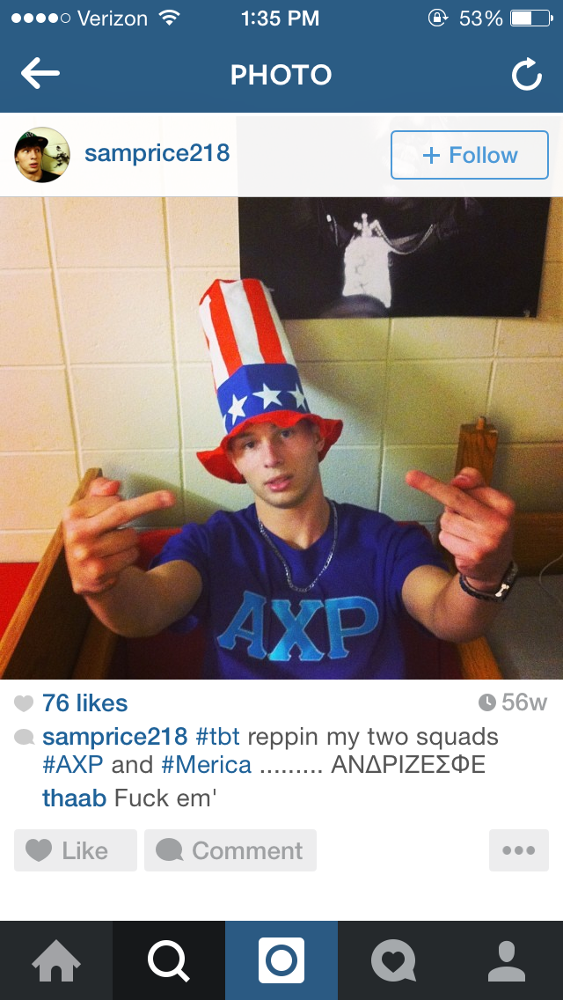 Verizon 1:35 PM 53%
PHOTO
samprice218 + Follow
ΑΧΡ
76 likes 56w
samprice218 #tbt reppin my two squads
#AXP and #Merica ......... ΑΝΔΡΙΖΕΣΦΕ
thaab Fuck em'
Like Comment